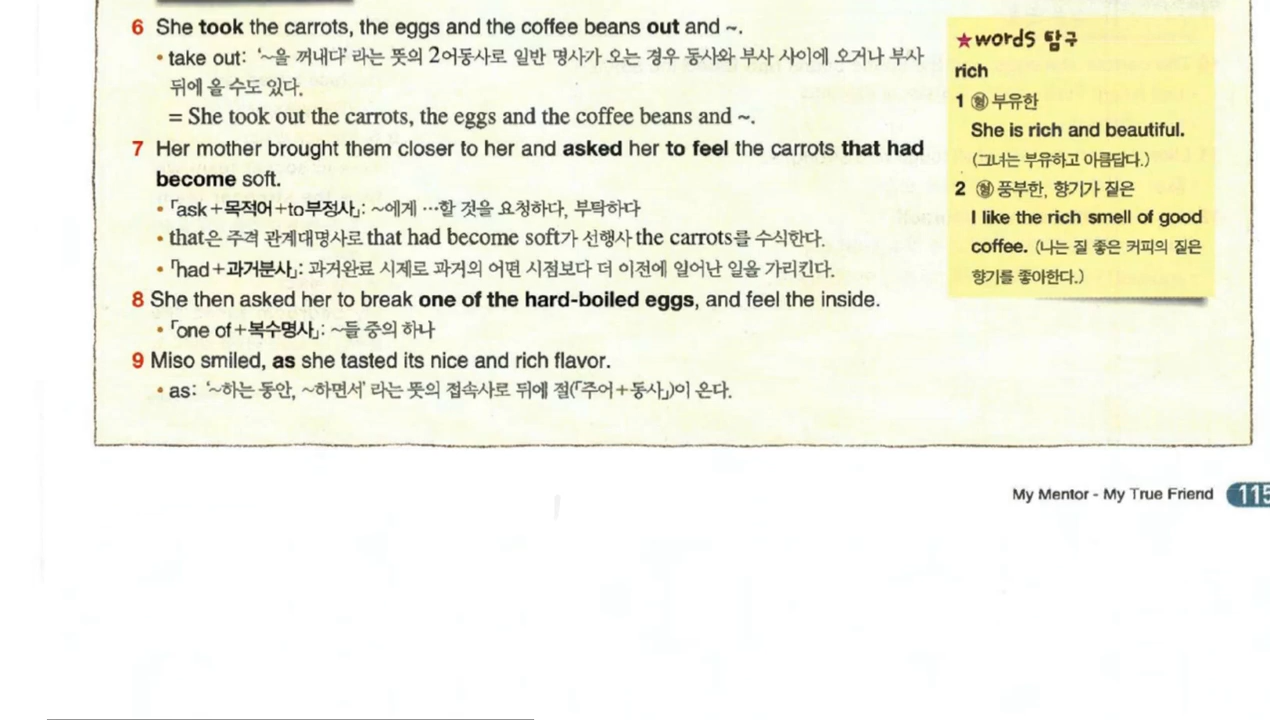 6 She took the carrots, the eggs and the coffee beans out and ~.
• take out: '~을 꺼내다' 라는 뜻의 2어동사로 일반 명사가 오는 경우 동사와 부사 사이에 오거나 부사
뒤에 올 수도 있다.
= She took out the carrots, the eggs and the coffee beans and ~.
7 Her mother brought them closer to her and asked her to feel the carrots that had
become soft.
• 「ask+목적어+to부정사」: ~에게 …할 것을 요청하다, 부탁하다
• that은 주격 관계대명사로 that had become soft가 선행사 the carrots를 수식한다.
• 「had+과거분사」: 과거완료 시제로 과거의 어떤 시점보다 더 이전에 일어난 일을 가리킨다.
8 She then asked her to break one of the hard-boiled eggs, and feel the inside.
• 「one of+복수명사」: ~들 중의 하나
9 Miso smiled, as she tasted its nice and rich flavor.
• as: '~하는 동안, ~하면서' 라는 뜻의 접속사로 뒤에 절(「주어+동사」)이 온다.
★words 탐구
rich
1 형 부유한
She is rich and beautiful.
(그녀는 부유하고 아름답다.)
2 형 풍부한, 향기가 짙은
I like the rich smell of good
coffee. (나는 질 좋은 커피의 짙은
향기를 좋아한다.)
My Mentor - My True Friend 115